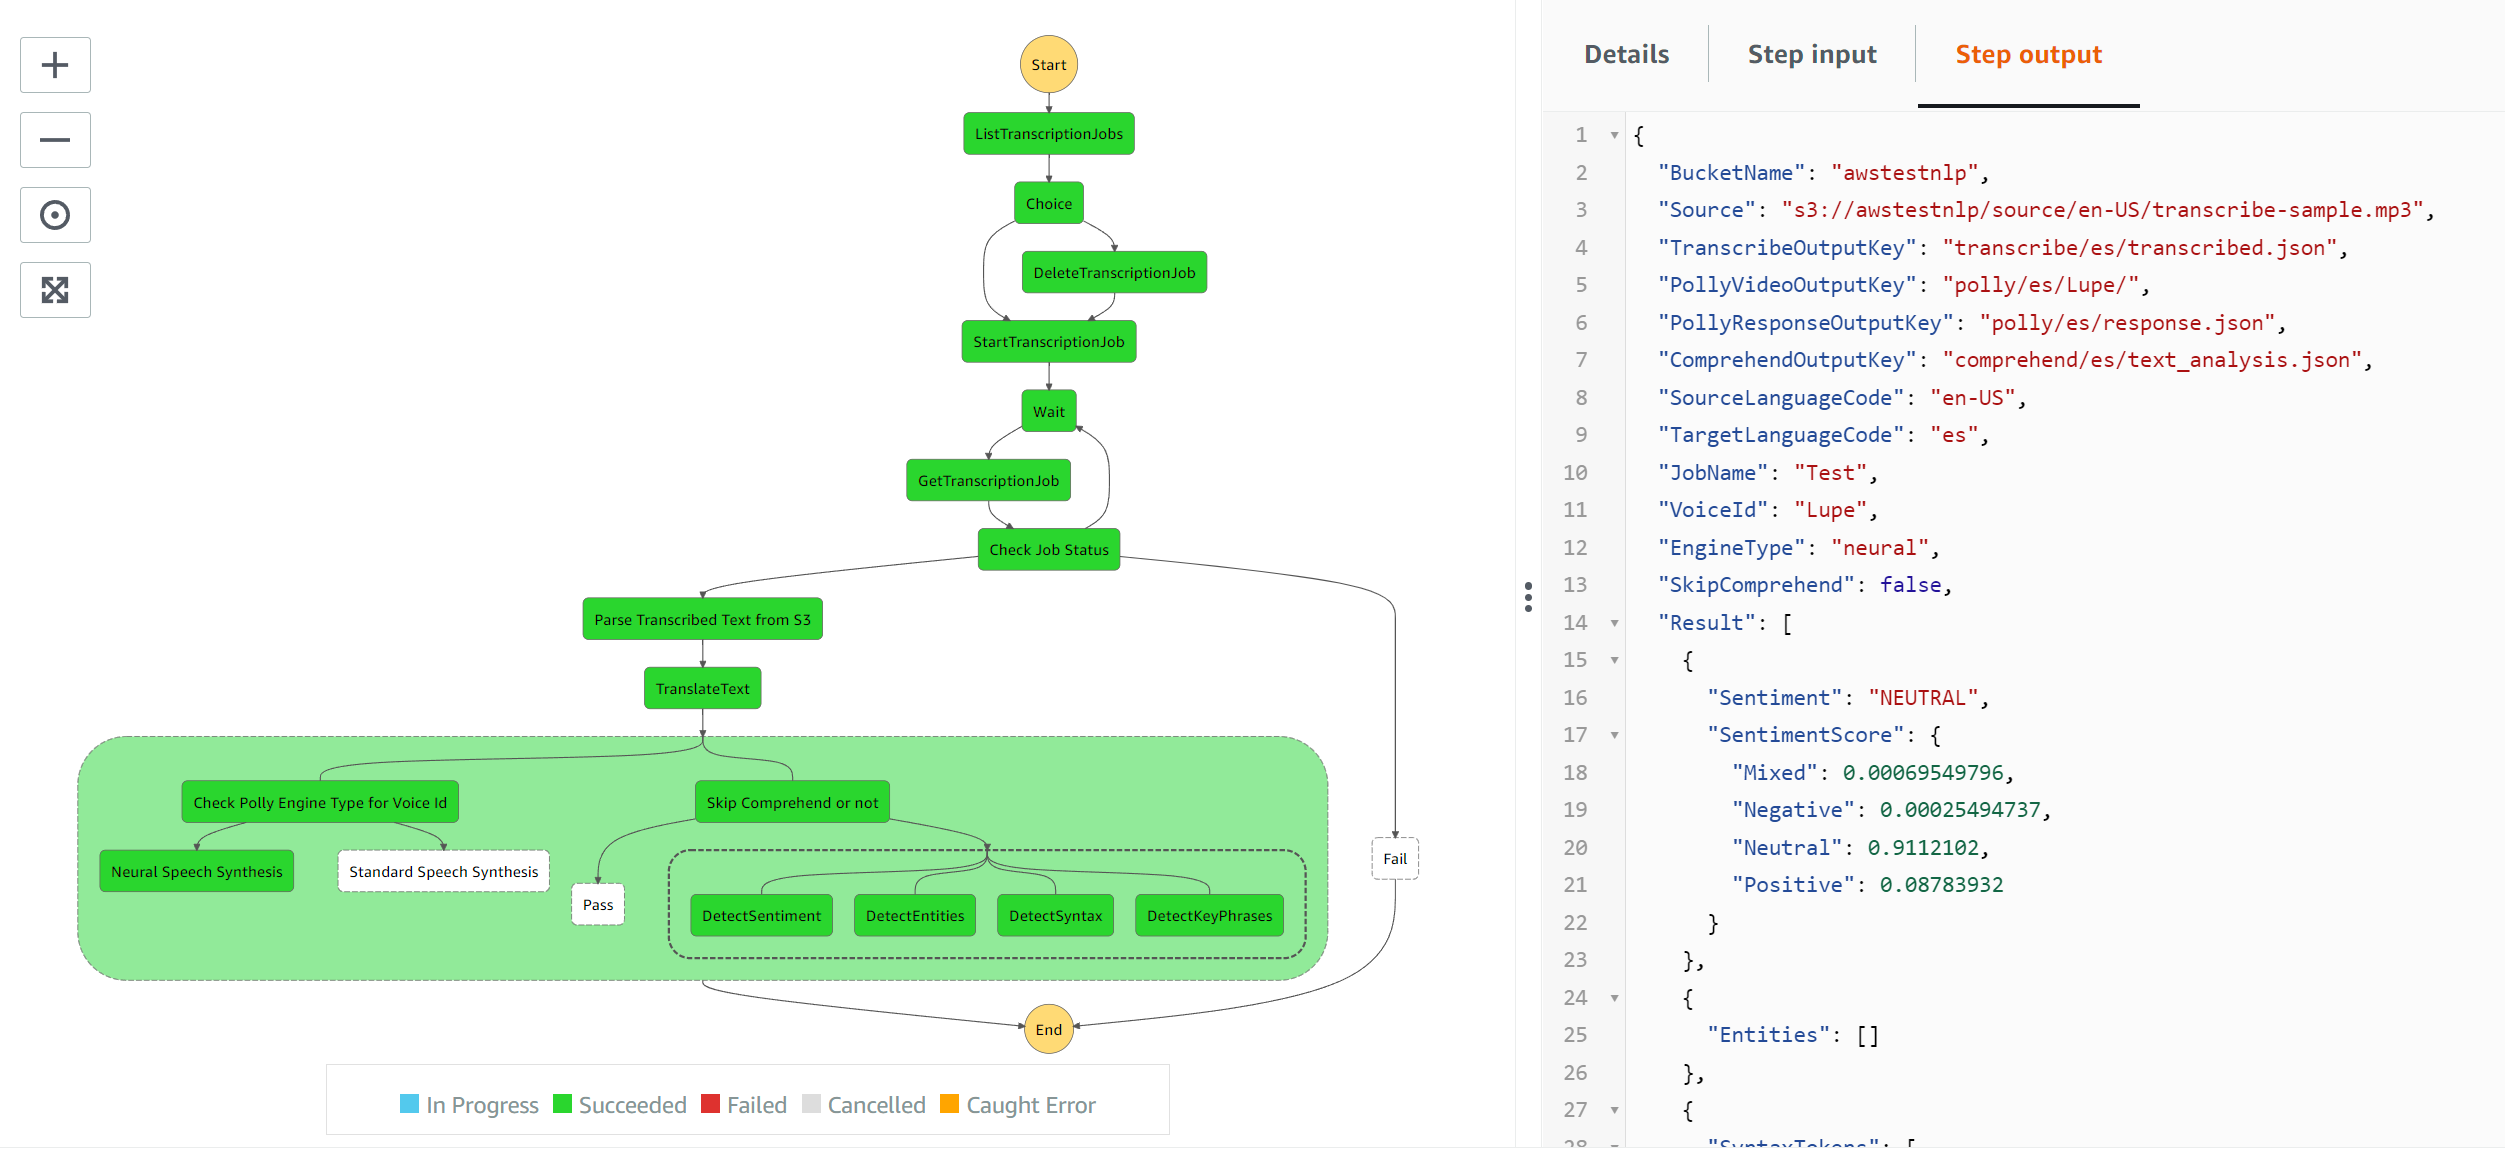 Start
ListTranscriptionJobs
Choice
DeleteTranscriptionJob
StartTranscriptionJob
Wait
GetTranscriptionJob
Check Job Status
Parse Transcribed Text from S3
TranslateText
Check Polly Engine Type for Voice Id
Skip Comprehend or not
Neural Speech Synthesis
Standard Speech Synthesis
Fail
Pass
DetectSentiment
DetectEntities
DetectSyntax
DetectKeyPhrases
End
In Progress Succeeded Failed Cancelled Caught Error
Details Step input Step output
1 {
2 "BucketName": "awstestnlp",
3 "Source": "s3://awstestnlp/source/en-US/transcribe-sample.mp3",
4 "TranscribeOutputKey": "transcribe/es/transcribed.json",
5 "PollyVideoOutputKey": "polly/es/Lupe/",
6 "PollyResponseOutputKey": "polly/es/response.json",
7 "ComprehendOutputKey": "comprehend/es/text_analysis.json",
8 "SourceLanguageCode": "en-US",
9 "TargetLanguageCode": "es",
10 "JobName": "Test",
11 "VoiceId": "Lupe",
12 "EngineType": "neural",
13 "SkipComprehend": false,
14 "Result": [
15 {
16 "Sentiment": "NEUTRAL",
17 "SentimentScore": {
18 "Mixed": 0.00069549796,
19 "Negative": 0.00025494737,
20 "Neutral": 0.9112102,
21 "Positive": 0.08783932
22 }
23 },
24 {
25 "Entities": []
26 },
27 {
28 "SyntaxTokens": [